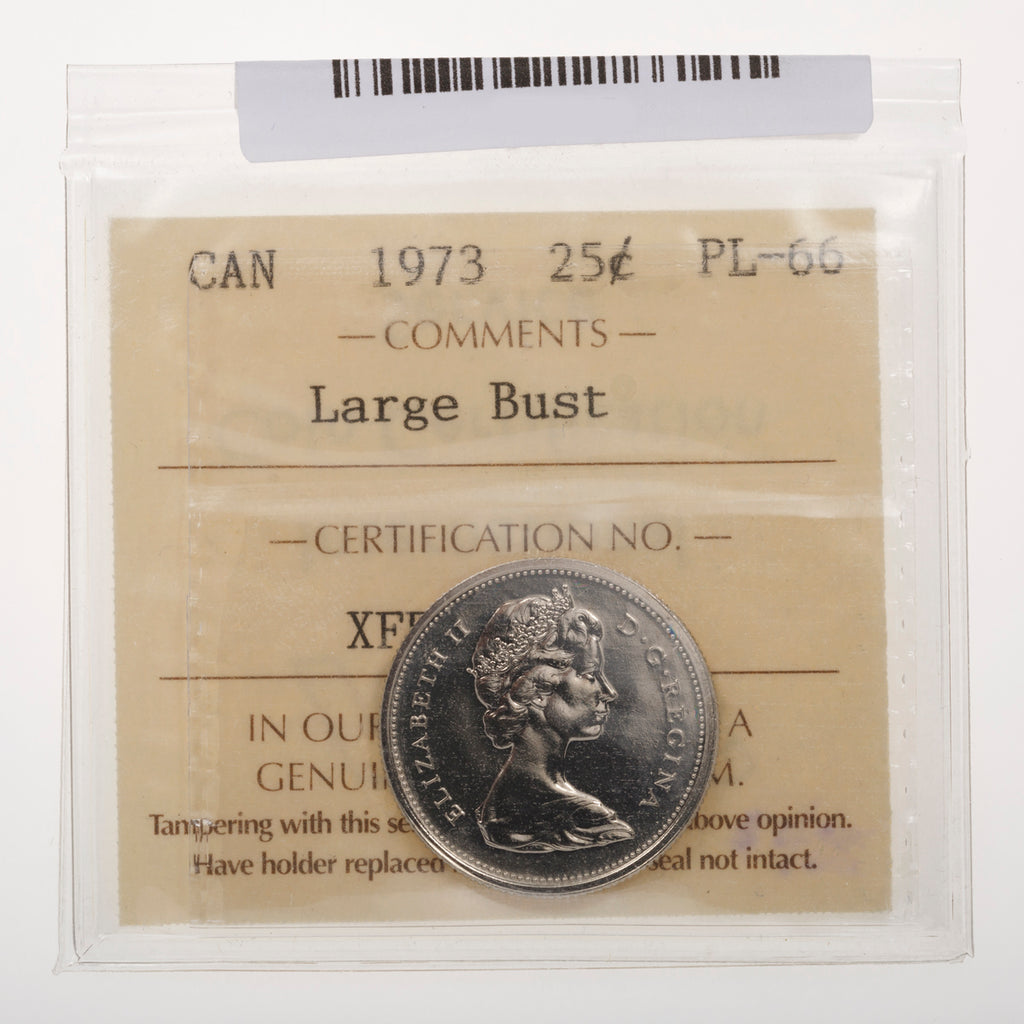 CAN 1973 25¢ PL-66
— COMMENTS —
Large Bust
— CERTIFICATION NO. —
XF
IN OUR A
GENUI M.
Tampering with this se bove opinion.
Have holder replaced seal not intact.
ELIZABETH II D·G·REGINA